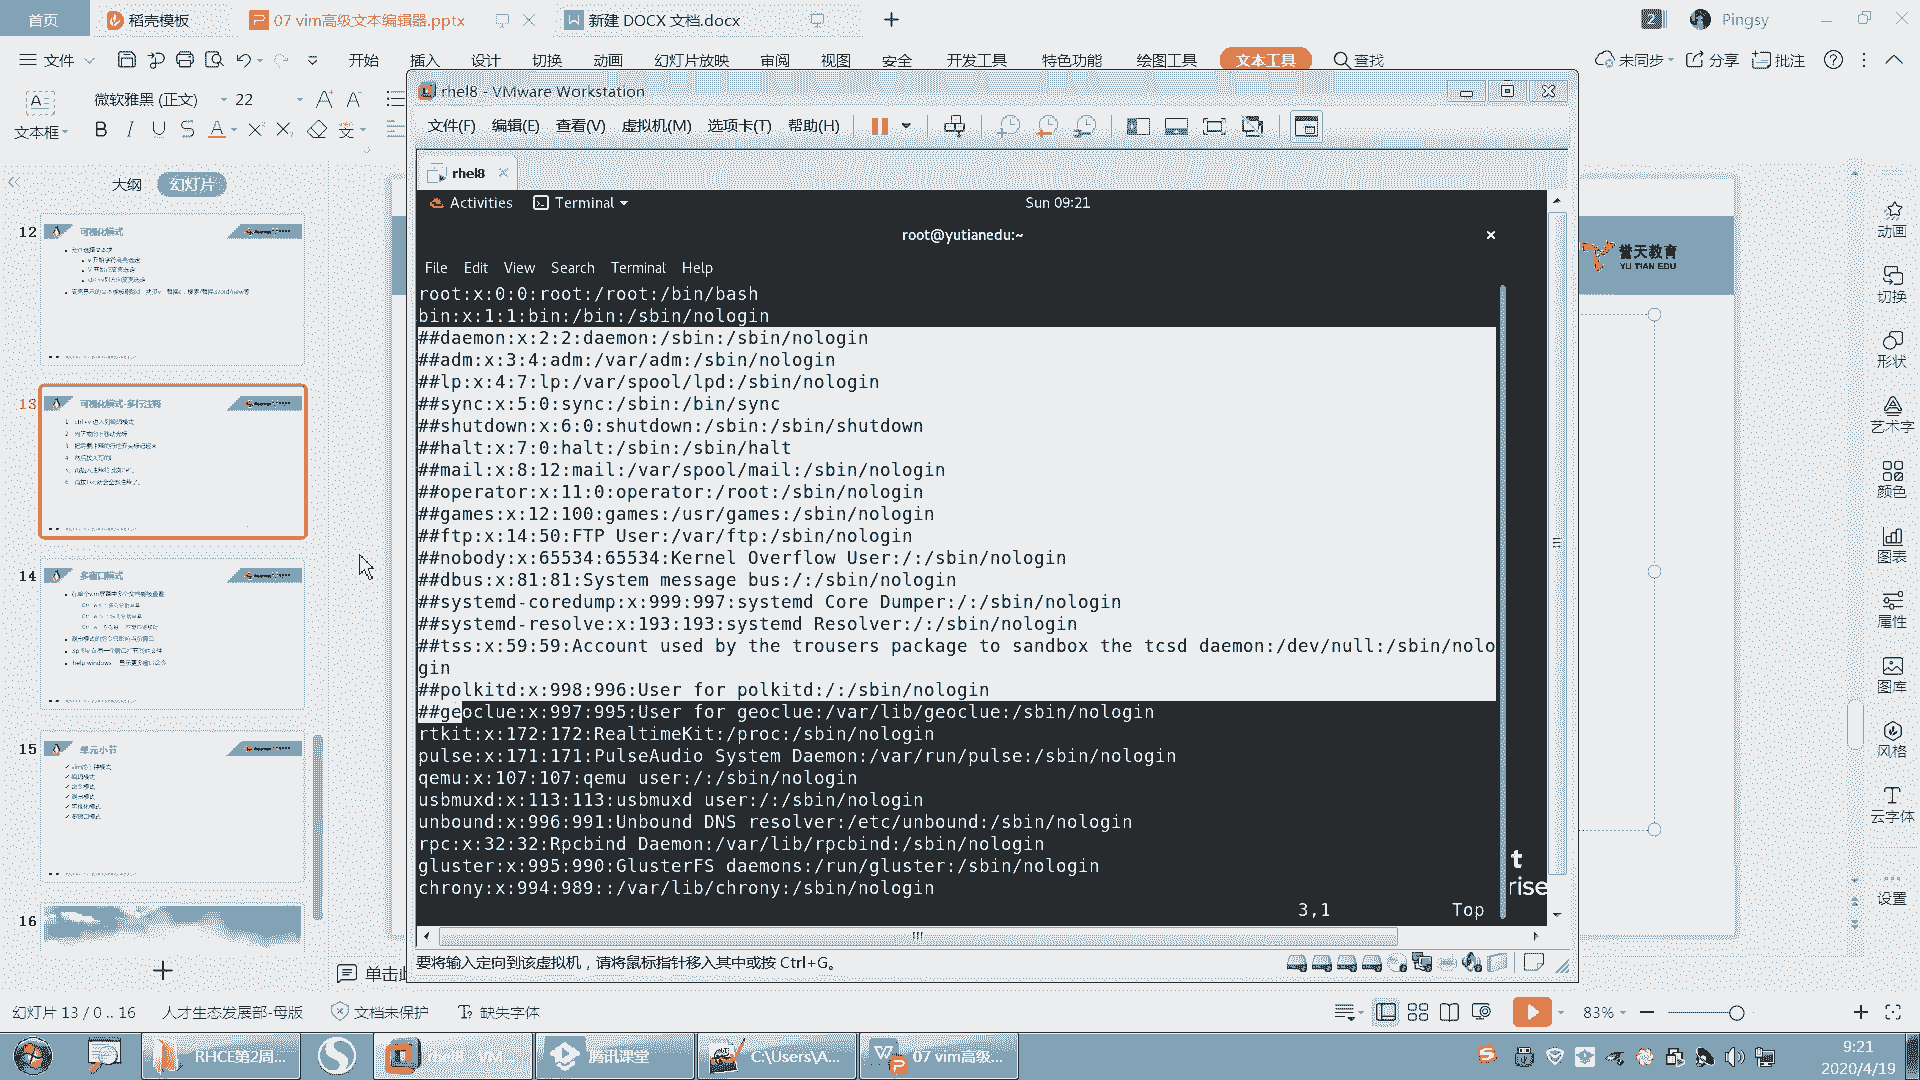 首页
稻壳模板
07 vim高级文本编辑器.pptx
新建 DOCX 文档.docx
2
Pingsy
文件
开始
插入
设计
切换
动画
幻灯片放映
审阅
视图
安全
开发工具
特色功能
绘图工具
文本工具
查找
未同步
分享
批注
文本框
微软雅黑 (正文)
22
大纲
幻灯片
12
可视化模式
13
可视化模式-多行注释
14
多窗口模式
15
单元小节
16
rhel8 - VMware Workstation
文件(F) 编辑(E) 查看(V) 虚拟机(M) 选项卡(T) 帮助(H)
rhel8
Activities
Terminal
Sun 09:21
root@yutianedu:~
File Edit View Search Terminal Help
root:x:0:0:root:/root:/bin/bash
bin:x:1:1:bin:/bin:/sbin/nologin
##daemon:x:2:2:daemon:/sbin:/sbin/nologin
##adm:x:3:4:adm:/var/adm:/sbin/nologin
##lp:x:4:7:lp:/var/spool/lpd:/sbin/nologin
##sync:x:5:0:sync:/sbin:/bin/sync
##shutdown:x:6:0:shutdown:/sbin:/sbin/shutdown
##halt:x:7:0:halt:/sbin:/sbin/halt
##mail:x:8:12:mail:/var/spool/mail:/sbin/nologin
##operator:x:11:0:operator:/root:/sbin/nologin
##games:x:12:100:games:/usr/games:/sbin/nologin
##ftp:x:14:50:FTP User:/var/ftp:/sbin/nologin
##nobody:x:65534:65534:Kernel Overflow User:/:/sbin/nologin
##dbus:x:81:81:System message bus:/:/sbin/nologin
##systemd-coredump:x:999:997:systemd Core Dumper:/:/sbin/nologin
##systemd-resolve:x:193:193:systemd Resolver:/:/sbin/nologin
##tss:x:59:59:Account used by the trousers package to sandbox the tcsd daemon:/dev/null:/sbin/nolo
gin
##polkitd:x:998:996:User for polkitd:/:/sbin/nologin
##geoclue:x:997:995:User for geoclue:/var/lib/geoclue:/sbin/nologin
rtkit:x:172:172:RealtimeKit:/proc:/sbin/nologin
pulse:x:171:171:PulseAudio System Daemon:/var/run/pulse:/sbin/nologin
qemu:x:107:107:qemu user:/:/sbin/nologin
usbmuxd:x:113:113:usbmuxd user:/:/sbin/nologin
unbound:x:996:991:Unbound DNS resolver:/etc/unbound:/sbin/nologin
rpc:x:32:32:Rpcbind Daemon:/var/lib/rpcbind:/sbin/nologin
gluster:x:995:990:GlusterFS daemons:/run/gluster:/sbin/nologin
chrony:x:994:989::/var/lib/chrony:/sbin/nologin
3,1
Top
t
rise
要将输入定向到该虚拟机，请将鼠标指针移入其中或按 Ctrl+G。
誉天教育
YU TIAN EDU
动画
切换
形状
艺术字
颜色
图表
属性
图库
风格
云字体
设置
单击此
幻灯片 13 / 0 .. 16
人才生态发展部-母版
文档未保护
缺失字体
83%
RHCE第2周...
rhel8 - VM...
腾讯课堂
C:\Users\A...
07 vim高级...
9:21
2020/4/19